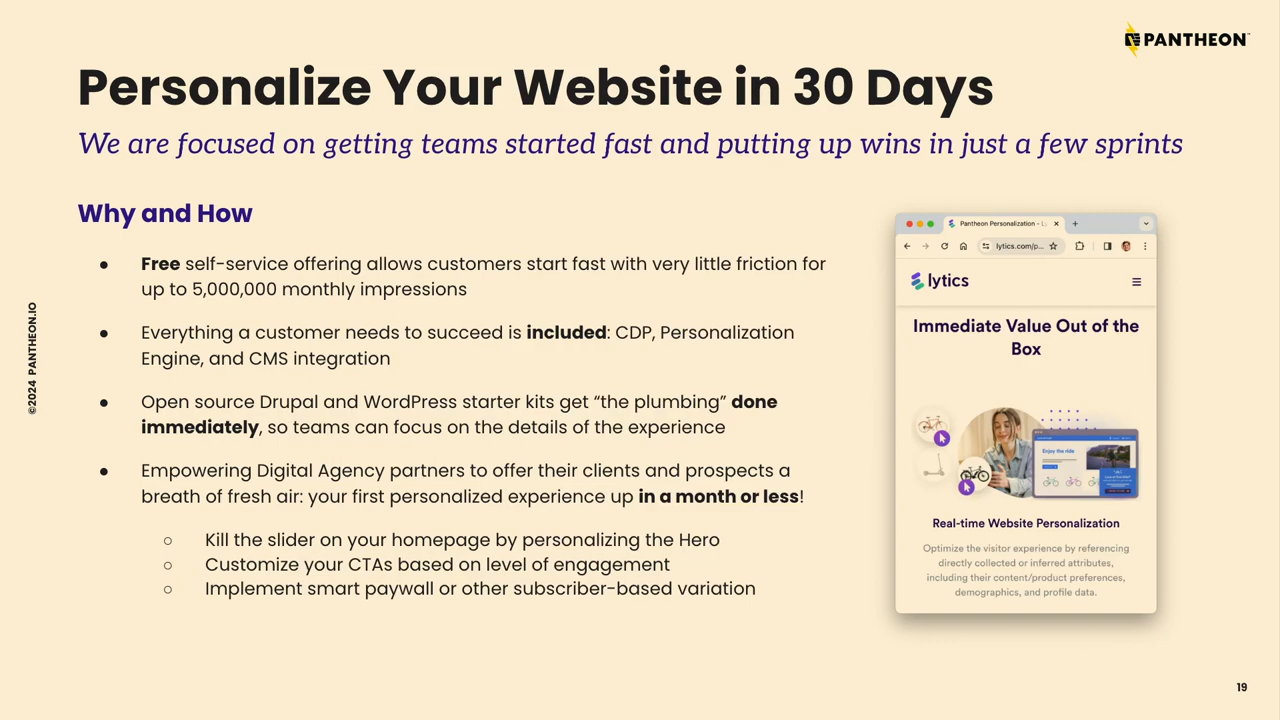 PANTHEON
Personalize Your Website in 30 Days
We are focused on getting teams started fast and putting up wins in just a few sprints
Why and How
● Free self-service offering allows customers start fast with very little friction for
up to 5,000,000 monthly impressions
● Everything a customer needs to succeed is included: CDP, Personalization
Engine, and CMS integration
● Open source Drupal and WordPress starter kits get “the plumbing” done
immediately, so teams can focus on the details of the experience
● Empowering Digital Agency partners to offer their clients and prospects a
breath of fresh air: your first personalized experience up in a month or less!
○ Kill the slider on your homepage by personalizing the Hero
○ Customize your CTAs based on level of engagement
○ Implement smart paywall or other subscriber-based variation
Pantheon Personalization - L
lytics.com/p...
lytics
Immediate Value Out of the
Box
Enjoy the ride
Real-time Website Personalization
Optimize the visitor experience by referencing
directly collected or inferred attributes,
including their content/product preferences,
demographics, and profile data.
©2024 PANTHEON.IO
19